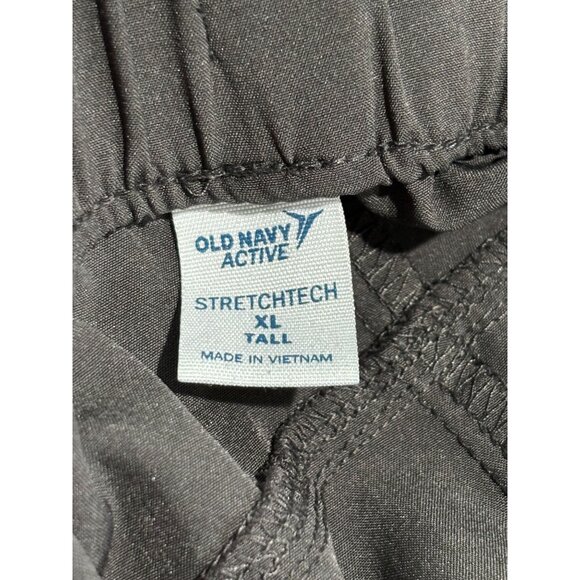 OLD NAVY
ACTIVE
STRETCHTECH
XL
TALL
MADE IN VIETNAM